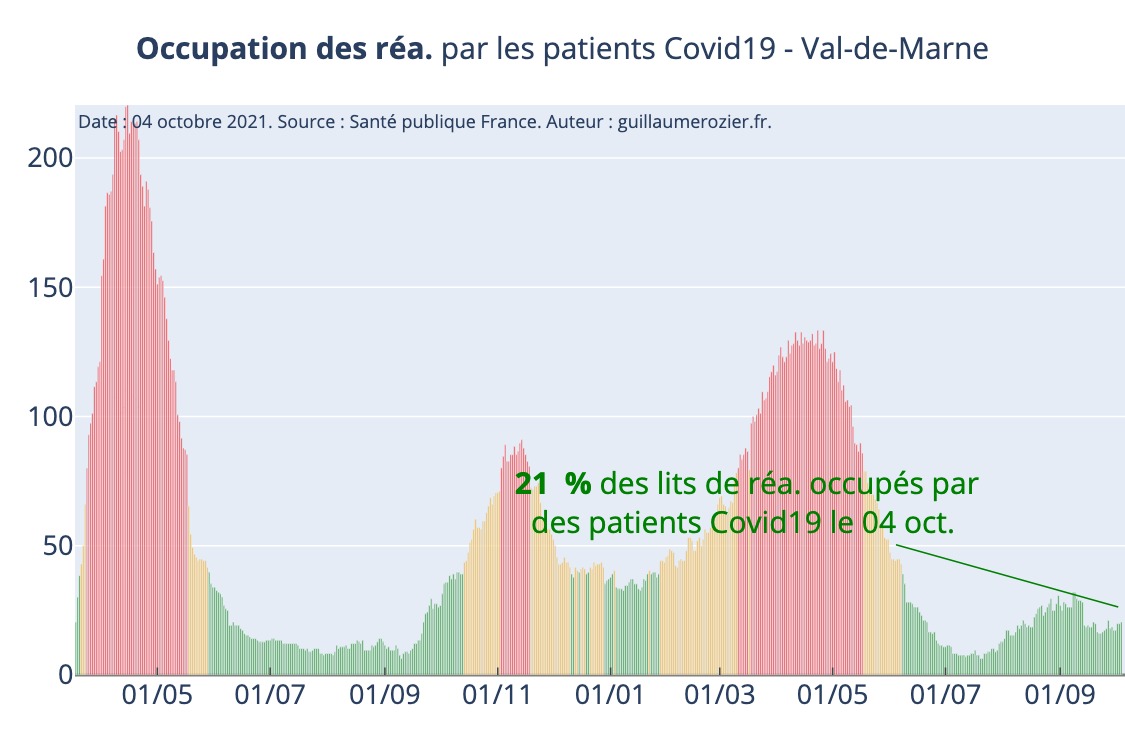 Occupation des réa. par les patients Covid19 - Val-de-Marne
Date : 04 octobre 2021. Source : Santé publique France. Auteur : guillaumerozier.fr.
200
150
100
50
0
21 % des lits de réa. occupés par
des patients Covid19 le 04 oct.
01/05 01/07 01/09 01/11 01/01 01/03 01/05 01/07 01/09